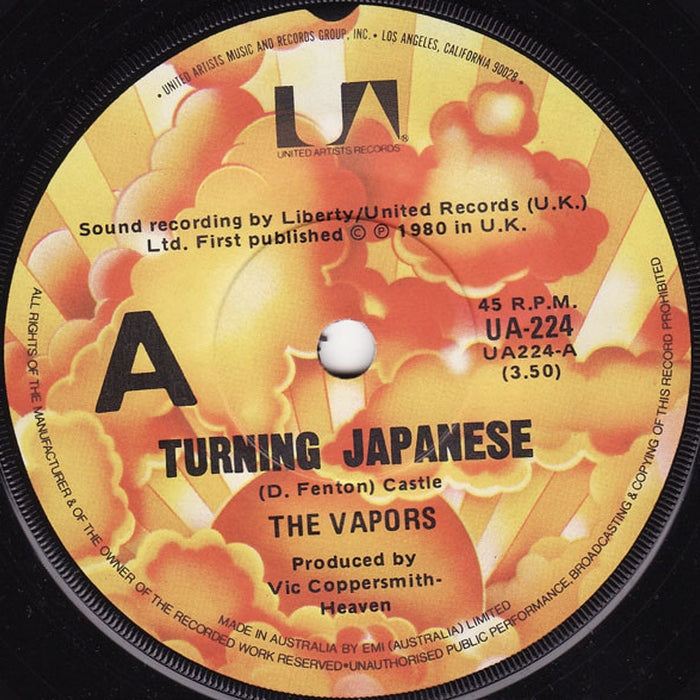 • UNITED ARTISTS MUSIC AND RECORDS GROUP, INC. • LOS ANGELES, CALIFORNIA 90028 •
UA®
UNITED ARTISTS RECORDS
Sound recording by Liberty/United Records (U.K.)
Ltd. First published © ℗ 1980 in U.K.
A
45 R.P.M.
UA-224
UA224-A
(3.50)
TURNING JAPANESE
(D. Fenton) Castle
THE VAPORS
Produced by
Vic Coppersmith-
Heaven
MADE IN AUSTRALIA BY EMI (AUSTRALIA) LIMITED
ALL RIGHTS OF THE MANUFACTURER & OF THE OWNER OF THE RECORDED WORK RESERVED•UNAUTHORISED PUBLIC PERFORMANCE, BROADCASTING & COPYING OF THIS RECORD PROHIBITED